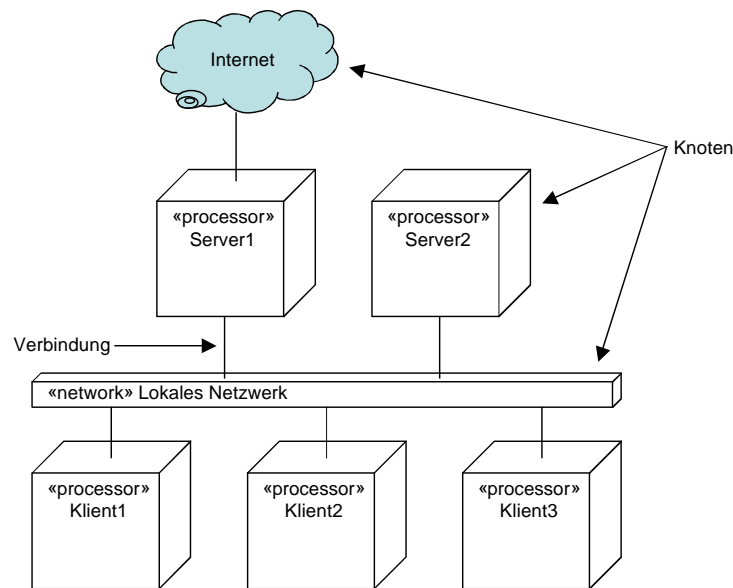 Internet
Knoten
«processor»
Server1
«processor»
Server2
Verbindung
«network» Lokales Netzwerk
«processor»
Klient1
«processor»
Klient2
«processor»
Klient3